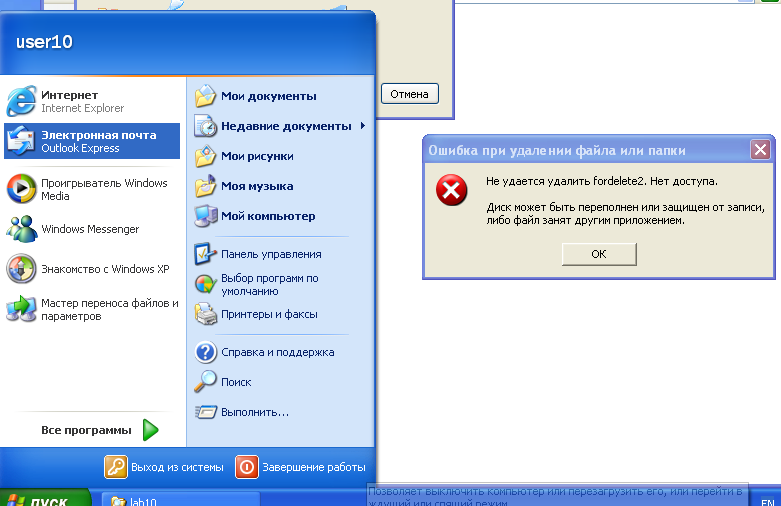 user10
Интернет
Internet Explorer
Электронная почта
Outlook Express
Проигрыватель Windows
Media
Windows Messenger
Знакомство с Windows XP
Мастер переноса файлов и
параметров
Все программы
Мои документы
Недавние документы
Мои рисунки
Моя музыка
Мой компьютер
Панель управления
Выбор программ по
умолчанию
Принтеры и факсы
Справка и поддержка
Поиск
Выполнить...
Выход из системы
Завершение работы
Отмена
Ошибка при удалении файла или папки
Не удается удалить fordelete2. Нет доступа.
Диск может быть переполнен или защищен от записи,
либо файл занят другим приложением.
ОК
пуск
lab10
Позволяет выключить компьютер или перезагрузить его, или перейти в
ждущий или спящий режим
EN